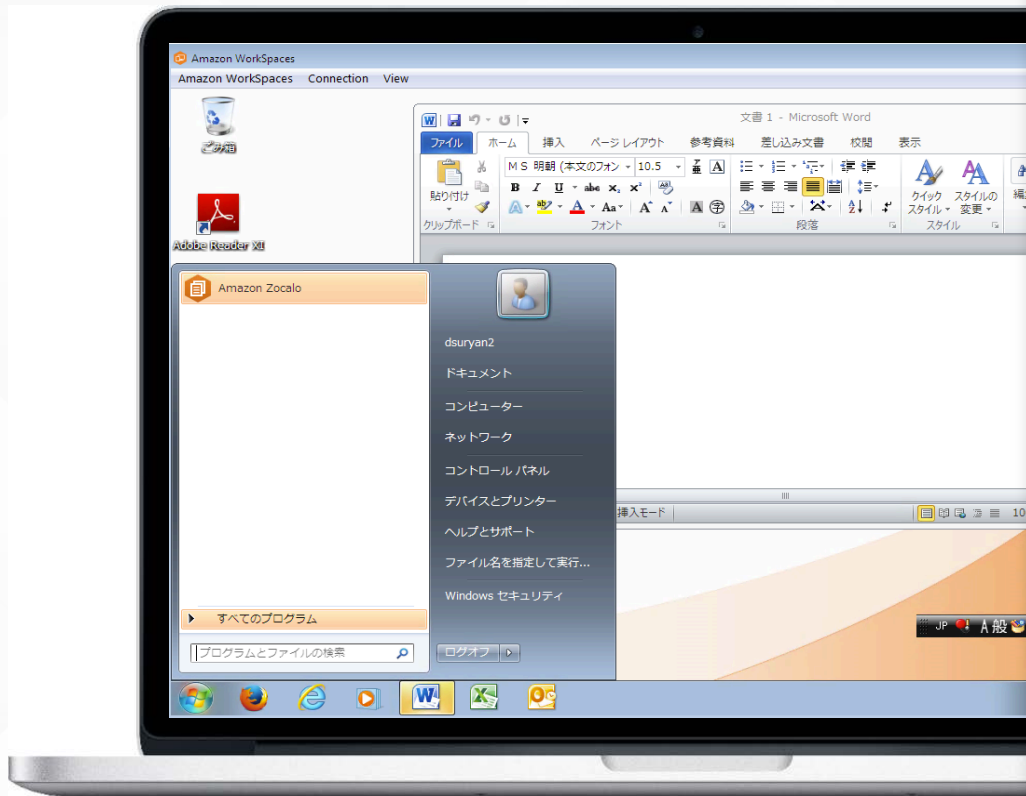 Amazon WorkSpaces
Amazon WorkSpaces Connection View
ごみ箱
Adobe Reader XI
文書 1 - Microsoft Word
ファイル ホーム 挿入 ページ レイアウト 参考資料 差し込み文書 校閲 表示
ＭＳ 明朝 (本文のフォン 10.5
貼り付け
B I U abc x₂ x²
Aa A A A 字
クイック スタイルの
スタイル 変更
クリップボード フォント 段落 スタイル
挿入モード
10
Amazon Zocalo
すべてのプログラム
プログラムとファイルの検索
dsuryan2
ドキュメント
コンピューター
ネットワーク
コントロール パネル
デバイスとプリンター
ヘルプとサポート
ファイル名を指定して実行...
Windows セキュリティ
ログオフ
JP A 般